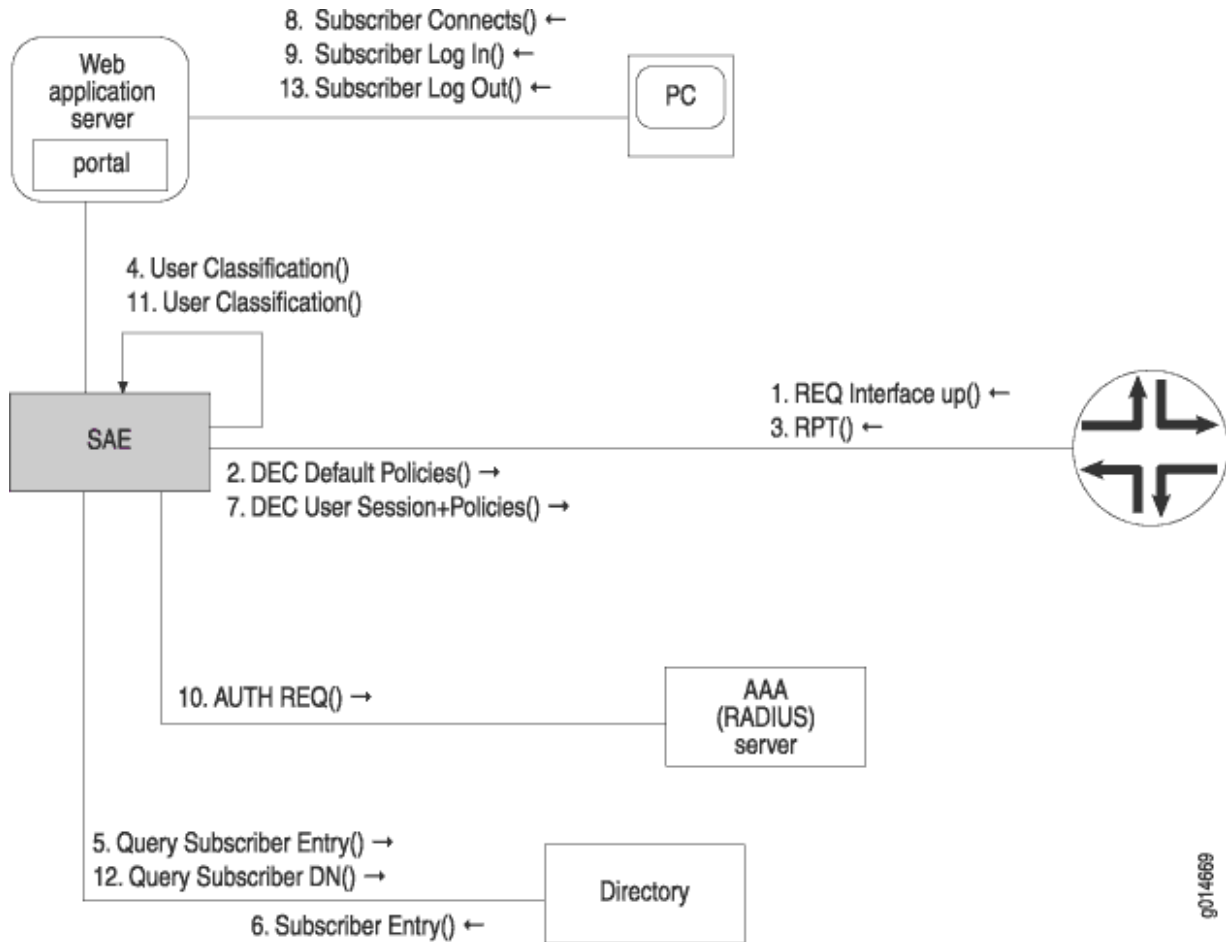 8. Subscriber Connects() ←
9. Subscriber Log In() ←
13. Subscriber Log Out() ←
Web
application
server
portal
PC
4. User Classification()
11. User Classification()
1. REQ Interface up() ←
3. RPT() ←
SAE
2. DEC Default Policies() →
7. DEC User Session+Policies() →
10. AUTH REQ() →
AAA
(RADIUS)
server
5. Query Subscriber Entry() →
12. Query Subscriber DN() →
6. Subscriber Entry() ←
Directory
g014669